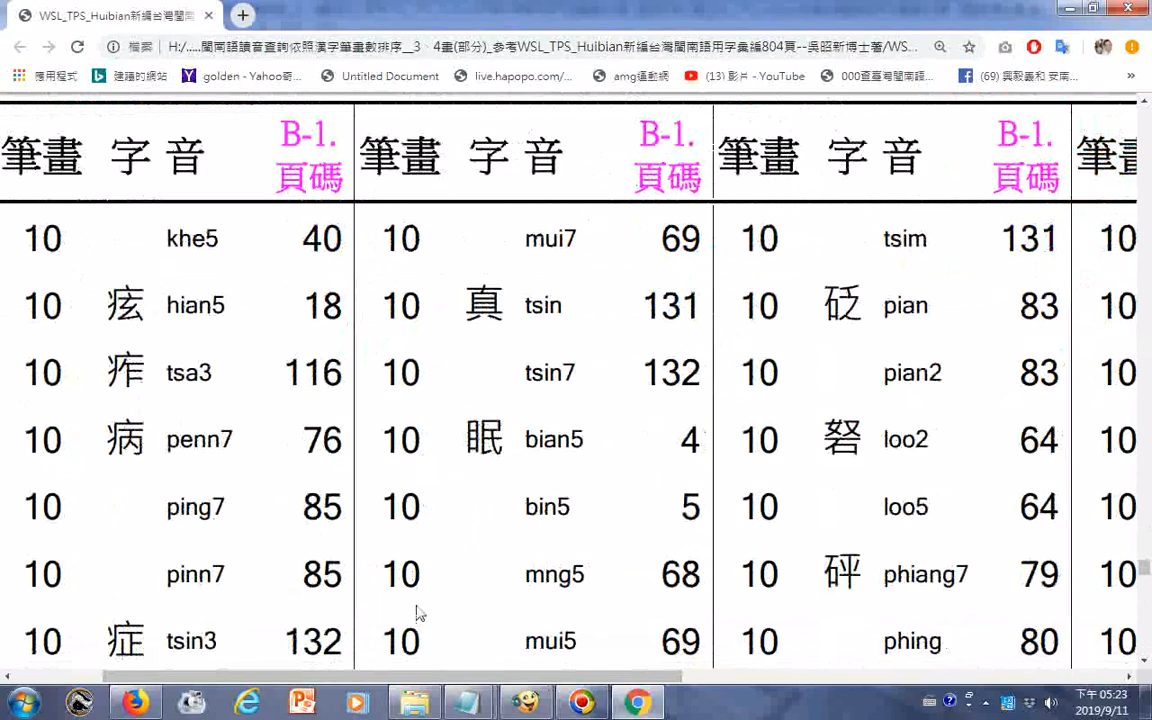 WSL_TPS_Huibian新編台灣閩南
檔案 H:/.....閩南語讀音查詢依照漢字筆畫數排序__3、4畫(部分)_參考WSL_TPS_Huibian新編台灣閩南語用字彙編804頁--吳昭新博士著/WS...
應用程式 建議的網站 golden - Yahoo奇... Untitled Document live.hapopo.com/... amg運動網 (13) 影片 - YouTube 000查臺灣閩南語... (69) 興毅義和 安南... »
筆畫 字 音 B-1.頁碼 筆畫 字 音 B-1.頁碼 筆畫 字 音 B-1.頁碼 筆畫
10 khe5 40 10 mui7 69 10 tsim 131 10
10 痃 hian5 18 10 真 tsin 131 10 砭 pian 83 10
10 痄 tsa3 116 10 tsin7 132 10 pian2 83 10
10 病 penn7 76 10 眠 bian5 4 10 砮 loo2 64 10
10 ping7 85 10 bin5 5 10 loo5 64 10
10 pinn7 85 10 mng5 68 10 砰 phiang7 79 10
10 症 tsin3 132 10 mui5 69 10 phing 80 10
下午 05:23
2019/9/11